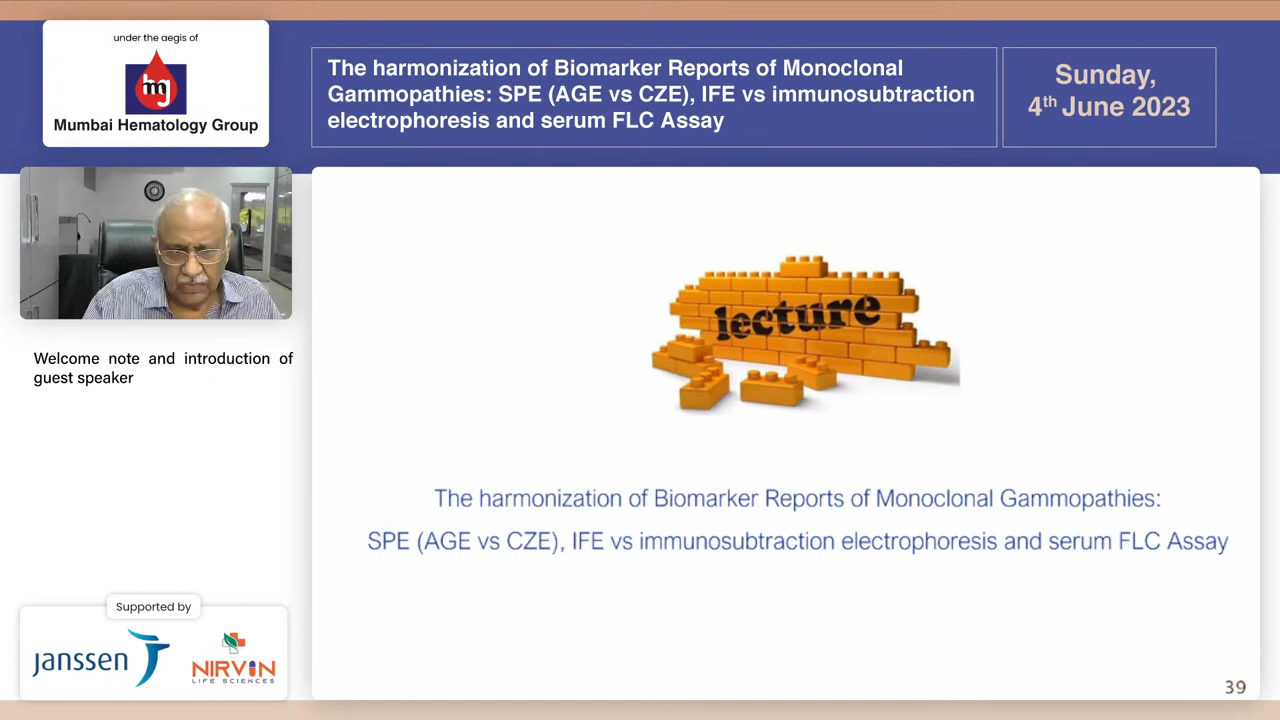 under the aegis of
mg
Mumbai Hematology Group
The harmonization of Biomarker Reports of Monoclonal
Gammopathies: SPE (AGE vs CZE), IFE vs immunosubtraction
electrophoresis and serum FLC Assay
Sunday,
4th June 2023
Welcome note and introduction of
guest speaker
lecture
The harmonization of Biomarker Reports of Monoclonal Gammopathies:
SPE (AGE vs CZE), IFE vs immunosubtraction electrophoresis and serum FLC Assay
Supported by
janssen
NIRVIN
LIFE SCIENCES
39